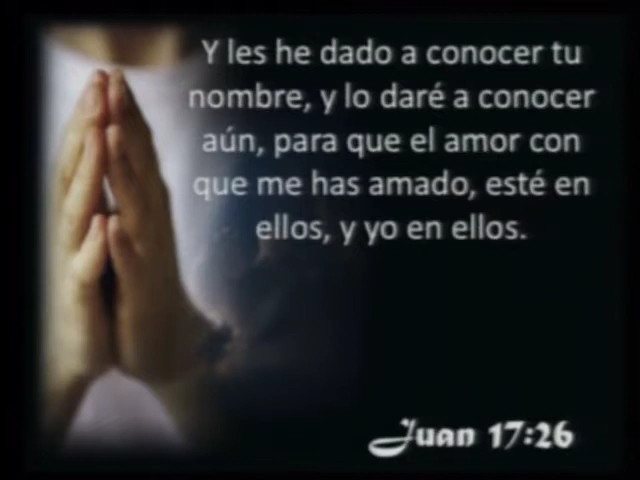 Y les he dado a conocer tu
nombre, y lo daré a conocer
aún, para que el amor con
que me has amado, esté en
ellos, y yo en ellos.
Juan 17:26